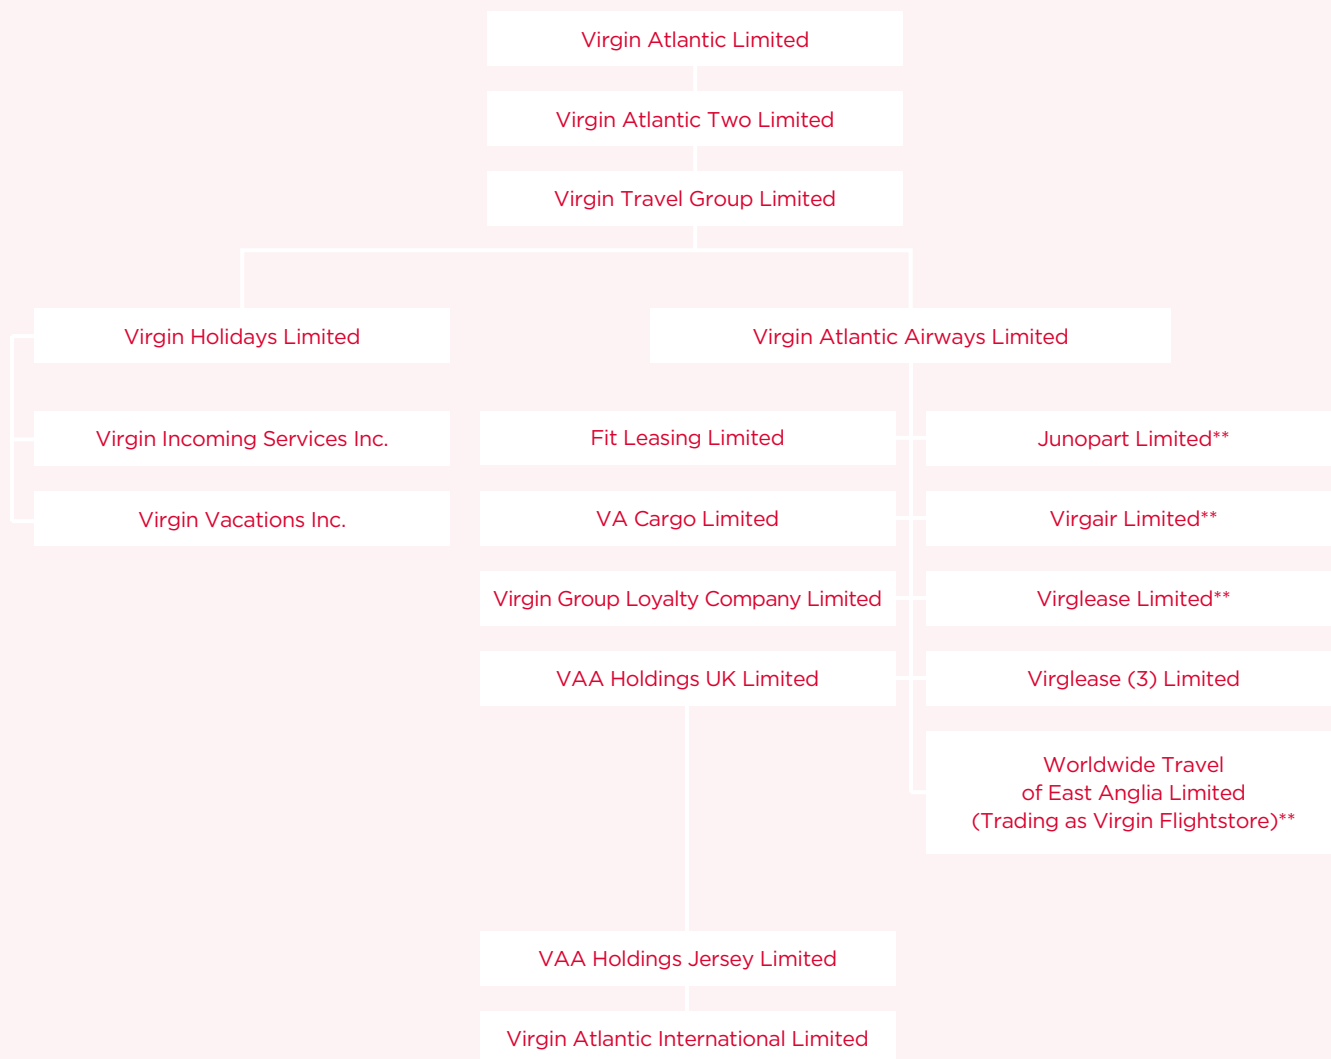 Virgin Atlantic Limited
Virgin Atlantic Two Limited
Virgin Travel Group Limited
Virgin Holidays Limited
Virgin Atlantic Airways Limited
Virgin Incoming Services Inc.
Fit Leasing Limited
Junopart Limited**
Virgin Vacations Inc.
VA Cargo Limited
Virgair Limited**
Virgin Group Loyalty Company Limited
Virglease Limited**
VAA Holdings UK Limited
Virglease (3) Limited
Worldwide Travel
of East Anglia Limited
(Trading as Virgin Flightstore)**
VAA Holdings Jersey Limited
Virgin Atlantic International Limited